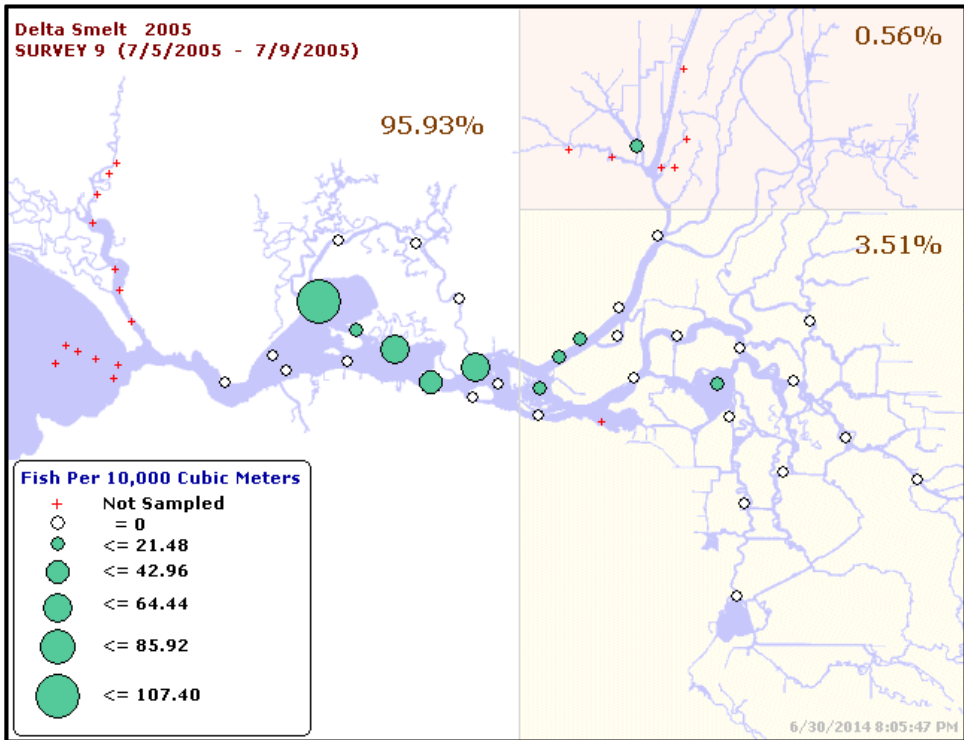 Delta Smelt 2005
SURVEY 9 (7/5/2005 - 7/9/2005)
0.56%
95.93%
3.51%
Fish Per 10,000 Cubic Meters
Not Sampled
= 0
<= 21.48
<= 42.96
<= 64.44
<= 85.92
<= 107.40
6/30/2014 8:05:47 PM